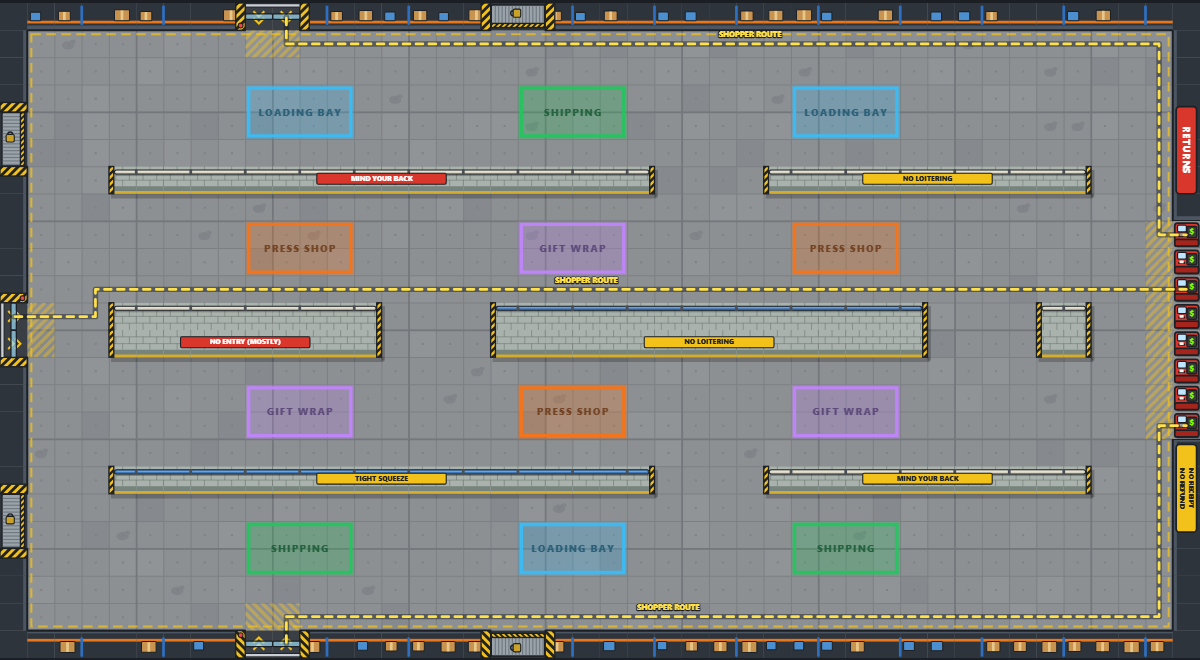 SHOPPER ROUTE
LOADING BAY
SHIPPING
LOADING BAY
RETURNS
MIND YOUR BACK
NO LOITERING
PRESS SHOP
GIFT WRAP
PRESS SHOP
$
$
SHOPPER ROUTE
$
$
NO ENTRY (MOSTLY)
NO LOITERING
$
$
GIFT WRAP
PRESS SHOP
GIFT WRAP
$
$
TIGHT SQUEEZE
MIND YOUR BACK
NO RECEIPT
NO REFUND
SHIPPING
LOADING BAY
SHIPPING
SHOPPER ROUTE